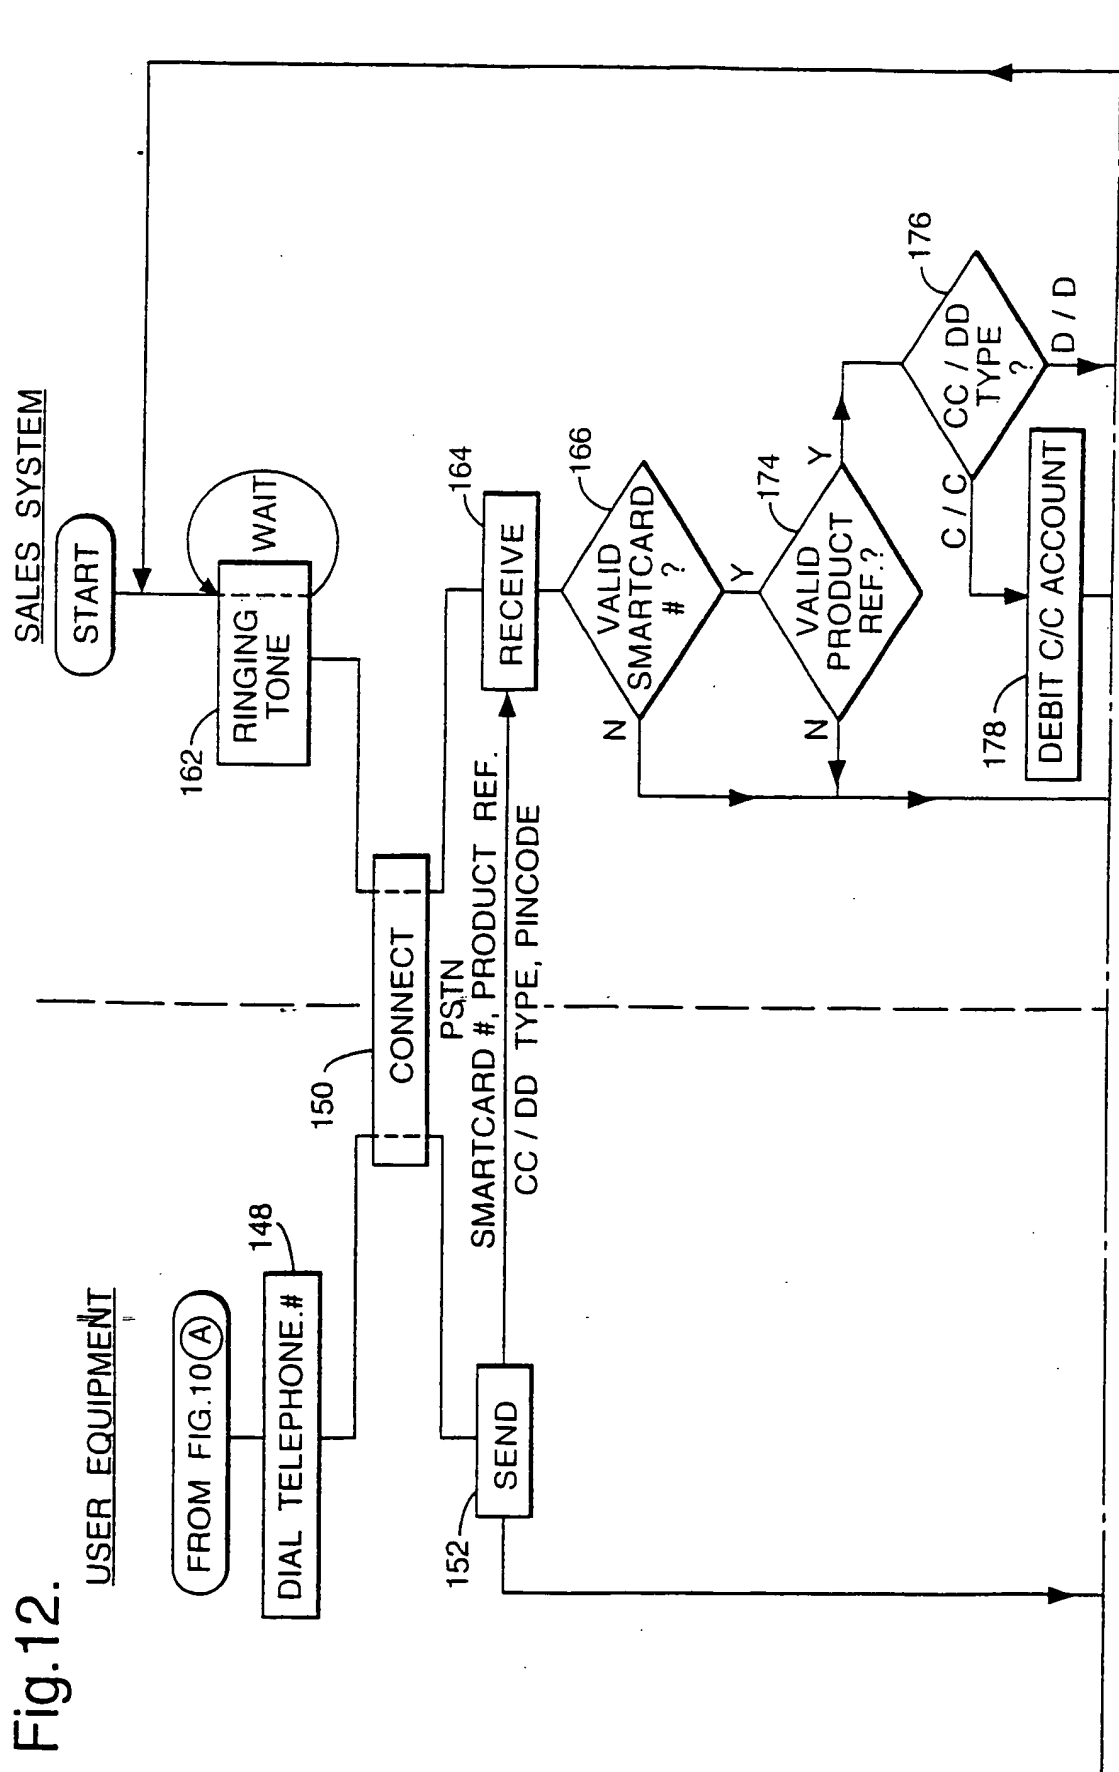 Fig.12.
USER EQUIPMENT
SALES SYSTEM
FROM FIG.10 A
START
148
DIAL TELEPHONE.#
162
RINGING
TONE
WAIT
150
CONNECT
PSTN
152
SEND
SMARTCARD #, PRODUCT REF.
CC / DD TYPE, PINCODE
164
RECEIVE
166
VALID
SMARTCARD
# ?
N
Y
174
VALID
PRODUCT
REF.?
N
Y
176
CC / DD
TYPE
?
C / C
D / D
178
DEBIT C/C ACCOUNT